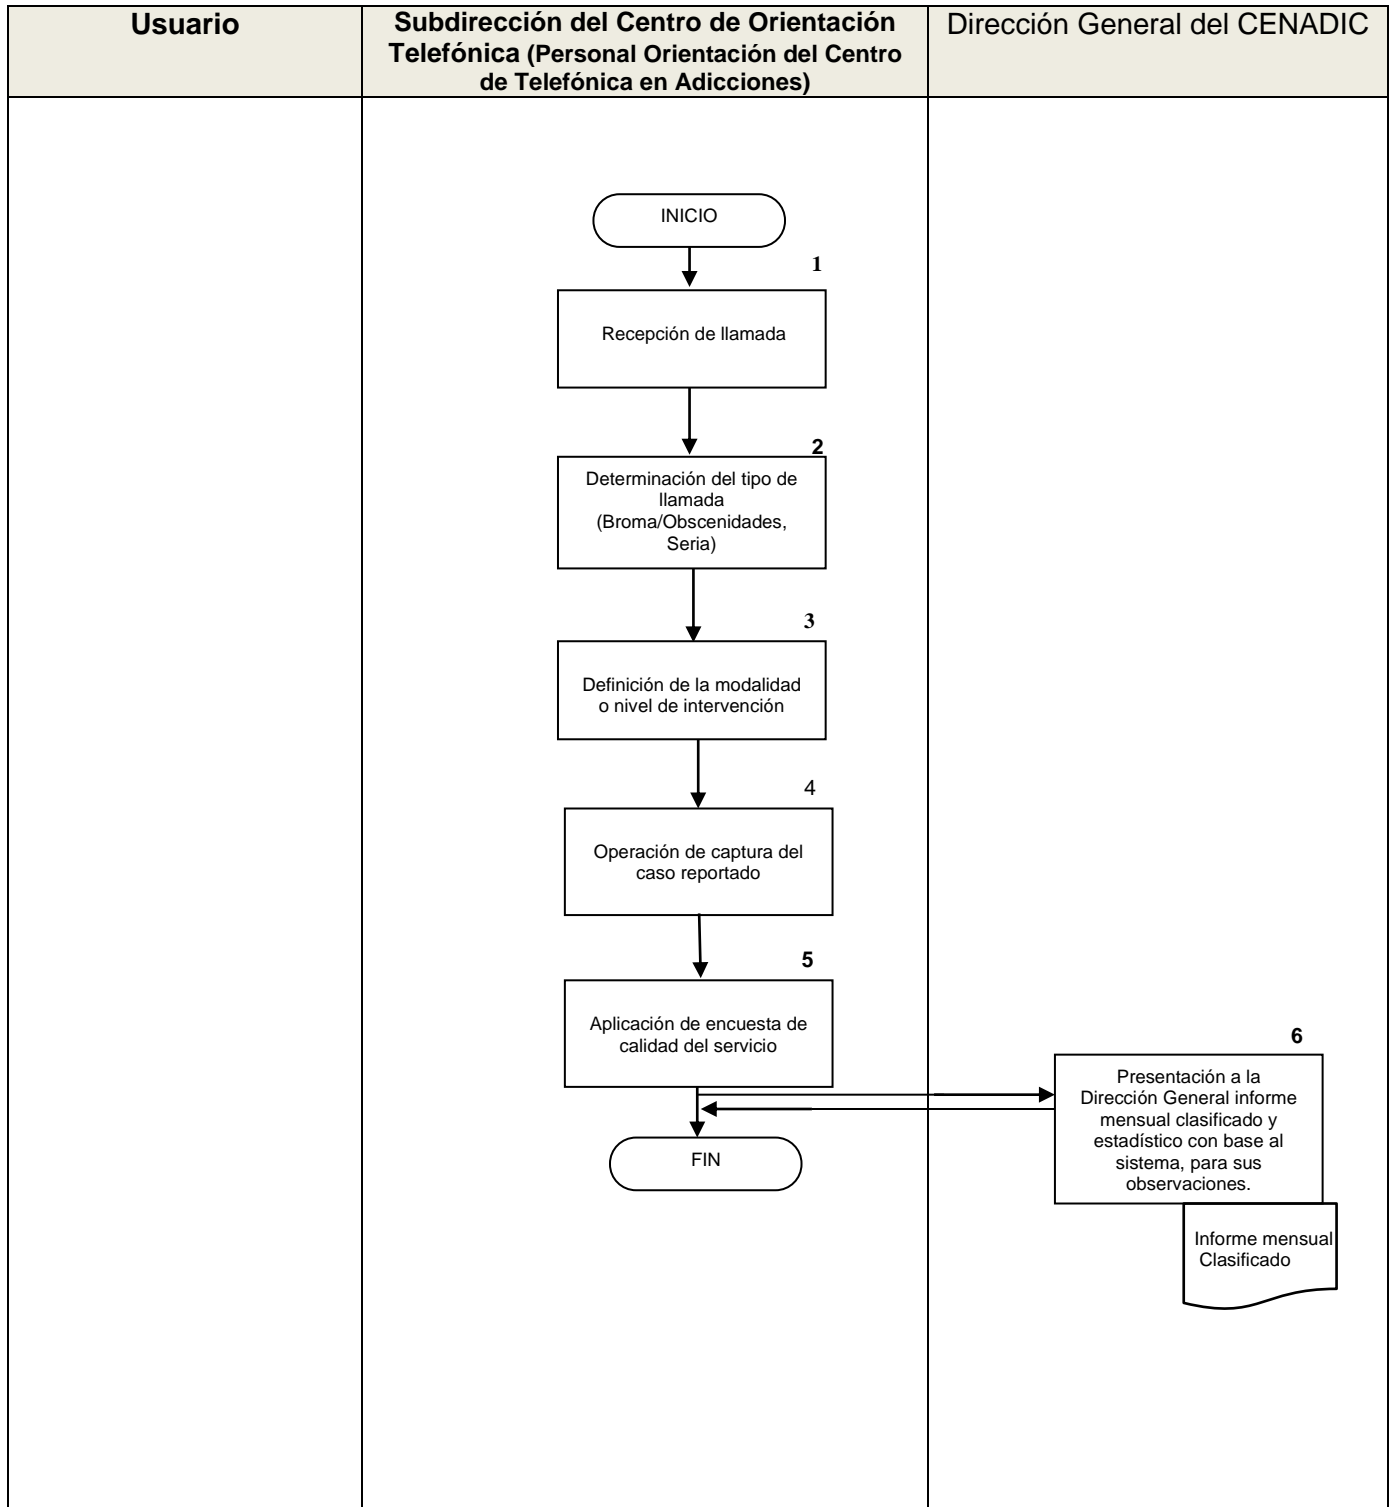 Usuario
Subdirección del Centro de Orientación
Telefónica (Personal Orientación del Centro
de Telefónica en Adicciones)
Dirección General del CENADIC
INICIO
1
Recepción de llamada
2
Determinación del tipo de
llamada
(Broma/Obscenidades,
Seria)
3
Definición de la modalidad
o nivel de intervención
4
Operación de captura del
caso reportado
5
Aplicación de encuesta de
calidad del servicio
6
Presentación a la
Dirección General informe
mensual clasificado y
estadístico con base al
sistema, para sus
observaciones.
FIN
Informe mensual
Clasificado